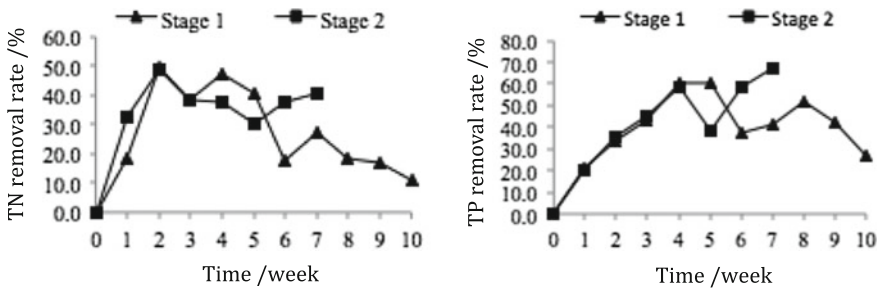 Stage 1 Stage 2
TN removal rate /%
60.0
50.0
40.0
30.0
20.0
10.0
0.0
0 1 2 3 4 5 6 7 8 9 10
Time /week
Stage 1 Stage 2
TP removal rate /%
80.0
70.0
60.0
50.0
40.0
30.0
20.0
10.0
0.0
0 1 2 3 4 5 6 7 8 9 10
Time /week